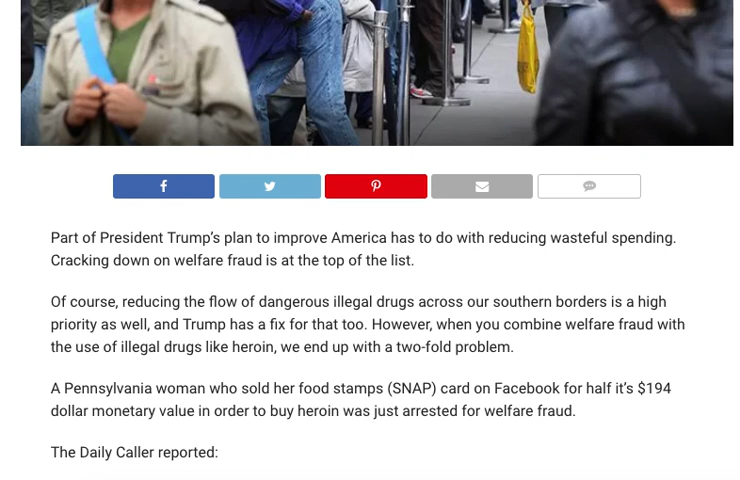 Part of President Trump’s plan to improve America has to do with reducing wasteful spending.
Cracking down on welfare fraud is at the top of the list.
Of course, reducing the flow of dangerous illegal drugs across our southern borders is a high
priority as well, and Trump has a fix for that too. However, when you combine welfare fraud with
the use of illegal drugs like heroin, we end up with a two-fold problem.
A Pennsylvania woman who sold her food stamps (SNAP) card on Facebook for half it’s $194
dollar monetary value in order to buy heroin was just arrested for welfare fraud.
The Daily Caller reported: